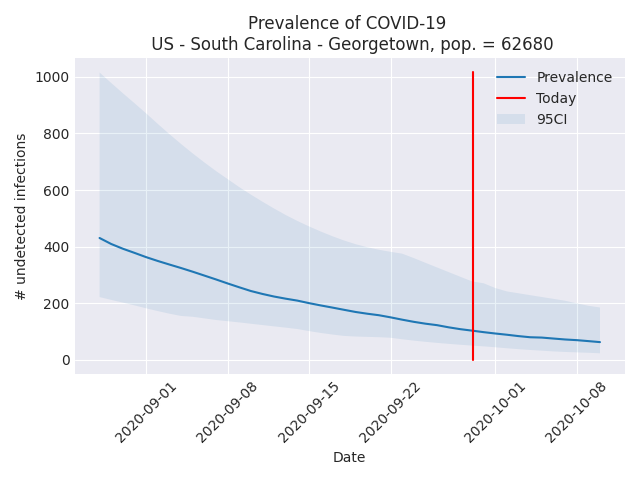 Prevalence of COVID-19
US - South Carolina - Georgetown, pop. = 62680
1000
800
600
400
200
0
# undetected infections
Prevalence
Today
95CI
2020-09-01
2020-09-08
2020-09-15
2020-09-22
2020-10-01
2020-10-08
Date